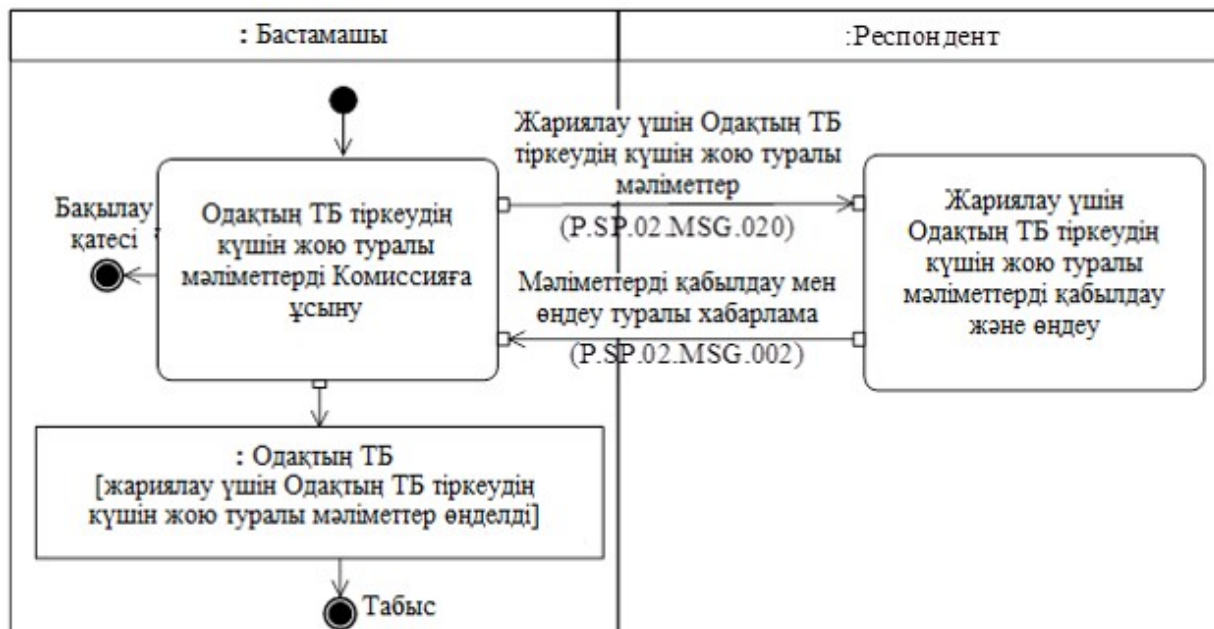 : Бастамашы
:Респондент
Жариялау үшін Одақтың ТБ
тіркеудің күшін жою туралы
мәліметтер
(P.SP.02.MSG.020)
Бақылау
қатесі
Одақтың ТБ тіркеудің
күшін жою туралы
мәліметтерді Комиссияға
ұсыну
Жариялау үшін
Одақтың ТБ тіркеудің
күшін жою туралы
мәліметтерді қабылдау
және өңдеу
Мәліметтерді қабылдау мен
өңдеу туралы хабарлама
(P.SP.02.MSG.002)
: Одақтың ТБ
[жариялау үшін Одақтың ТБ тіркеудің
күшін жою туралы мәліметтер өңделді]
Табыс